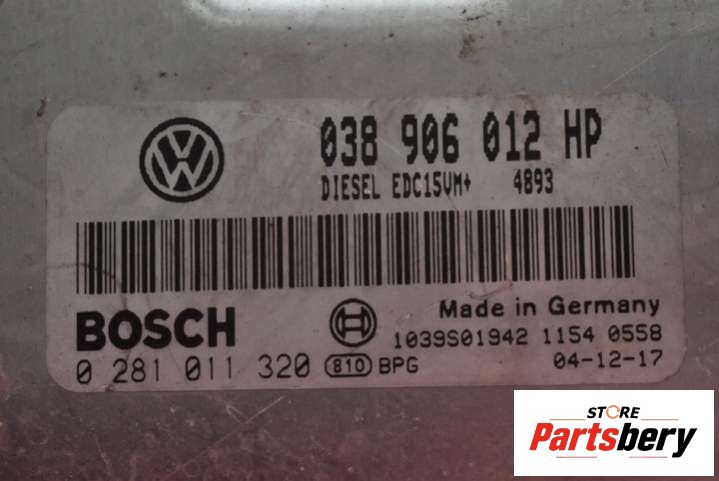 VW
038 906 012 HP
DIESEL EDC15VM+ 4893
BOSCH
Made in Germany
1039S01942 1154 0558
0 281 011 320 810 BPG
04-12-17
STORE
Partsbery